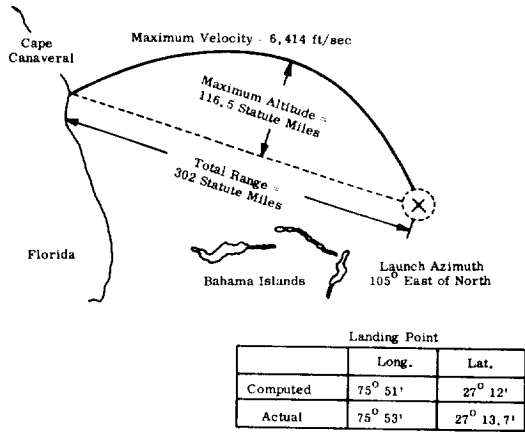 Cape
Canaveral
Maximum Velocity - 6,414 ft/sec
Maximum Altitude =
116.5 Statute Miles
Total Range =
302 Statute Miles
Florida
Bahama Islands
Launch Azimuth
105° East of North
Landing Point
Long. Lat.
Computed 75° 51' 27° 12'
Actual 75° 53' 27° 13.7'